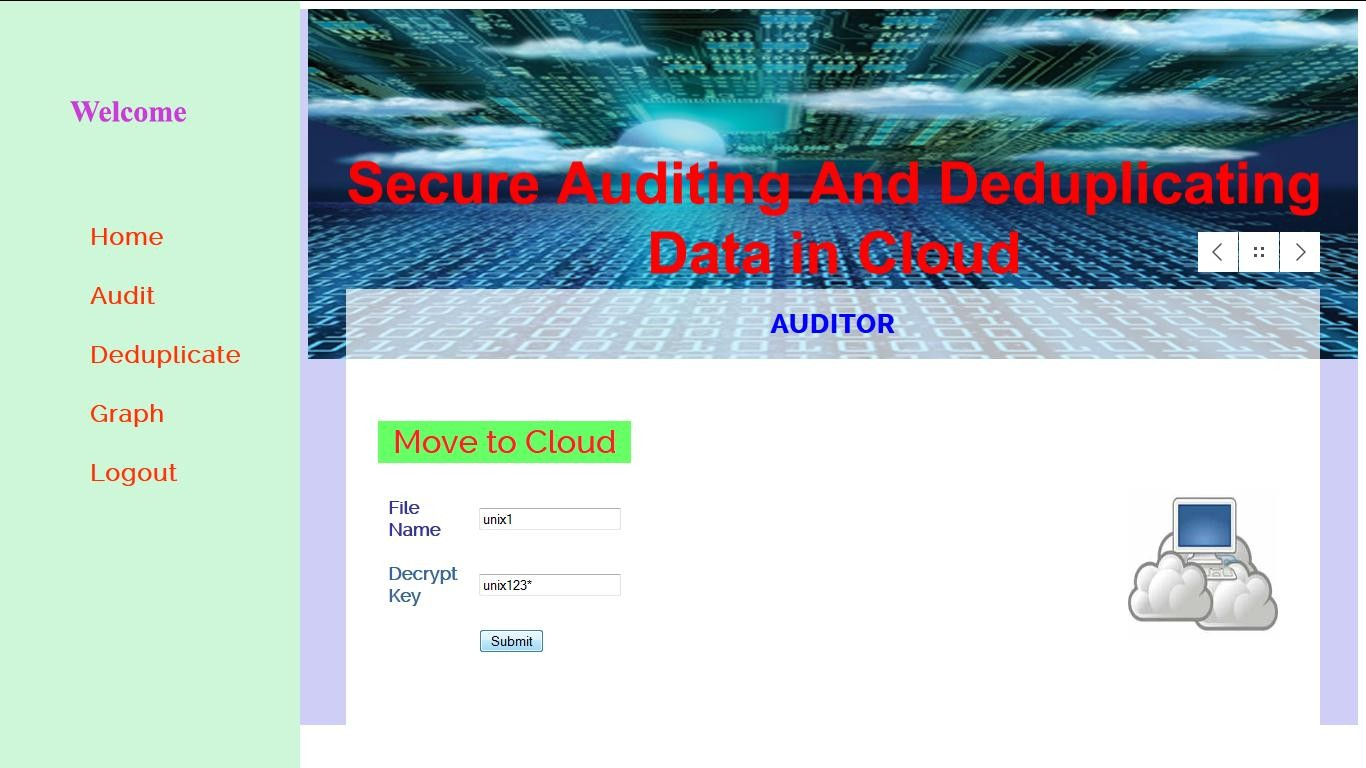 Welcome
Home
Audit
Deduplicate
Graph
Logout
Secure Auditing And Deduplicating
Data in Cloud
AUDITOR
Move to Cloud
File
Name
unix1
Decrypt
Key
unix123*
Submit